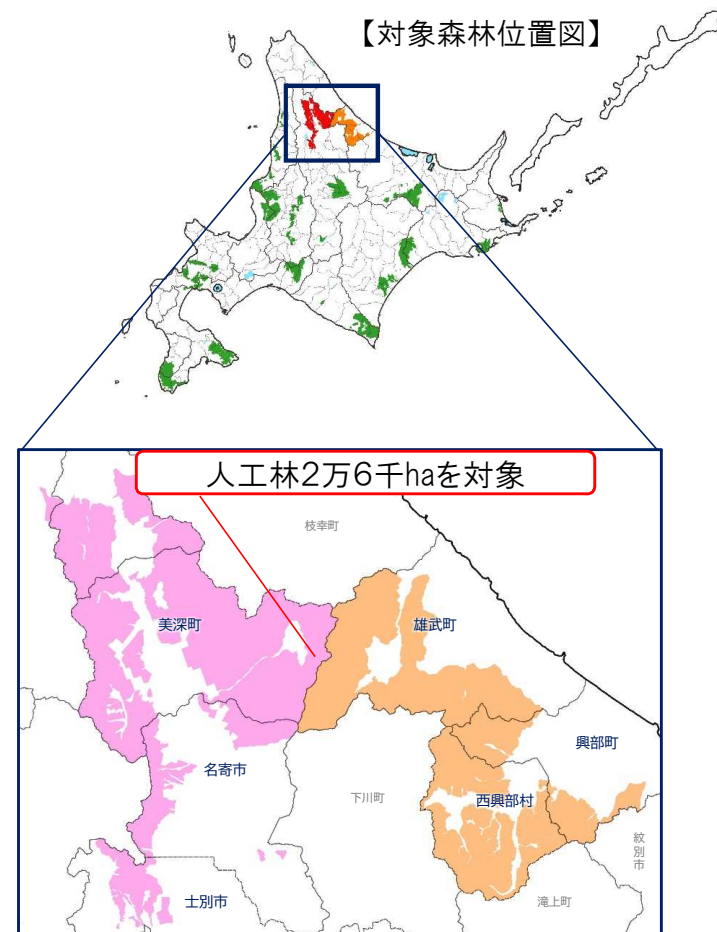 【対象森林位置図】
人工林2万6千haを対象
枝幸町
美深町
雄武町
興部町
名寄市
下川町
西興部村
紋別市
士別市
滝上町